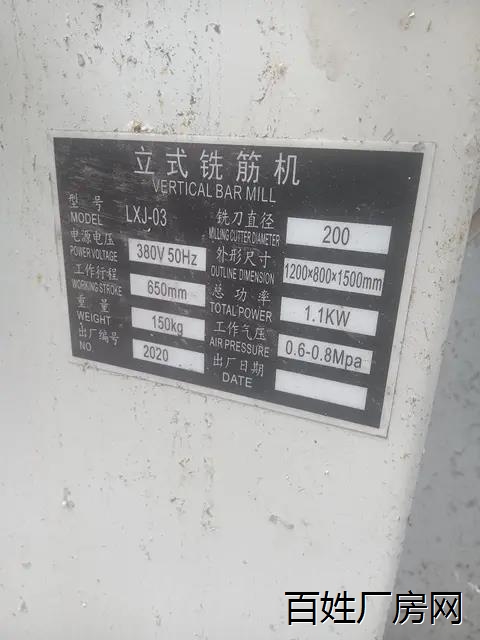 立式铣筋机
VERTICAL BAR MILL
型号 LXJ-03 铣刀直径 200
MODEL MILLING CUTTER DIAMETER
电源电压 380V 50Hz 外形尺寸 1200×800×1500mm
POWER VOLTAGE OUTLINE DIMENSION
工作行程 650mm 总功率 1.1KW
WORKING STROKE TOTAL POWER
重量 150kg 工作气压 0.6-0.8Mpa
WEIGHT AIR PRESSURE
出厂编号 2020 出厂日期
NO. DATE
百姓厂房网